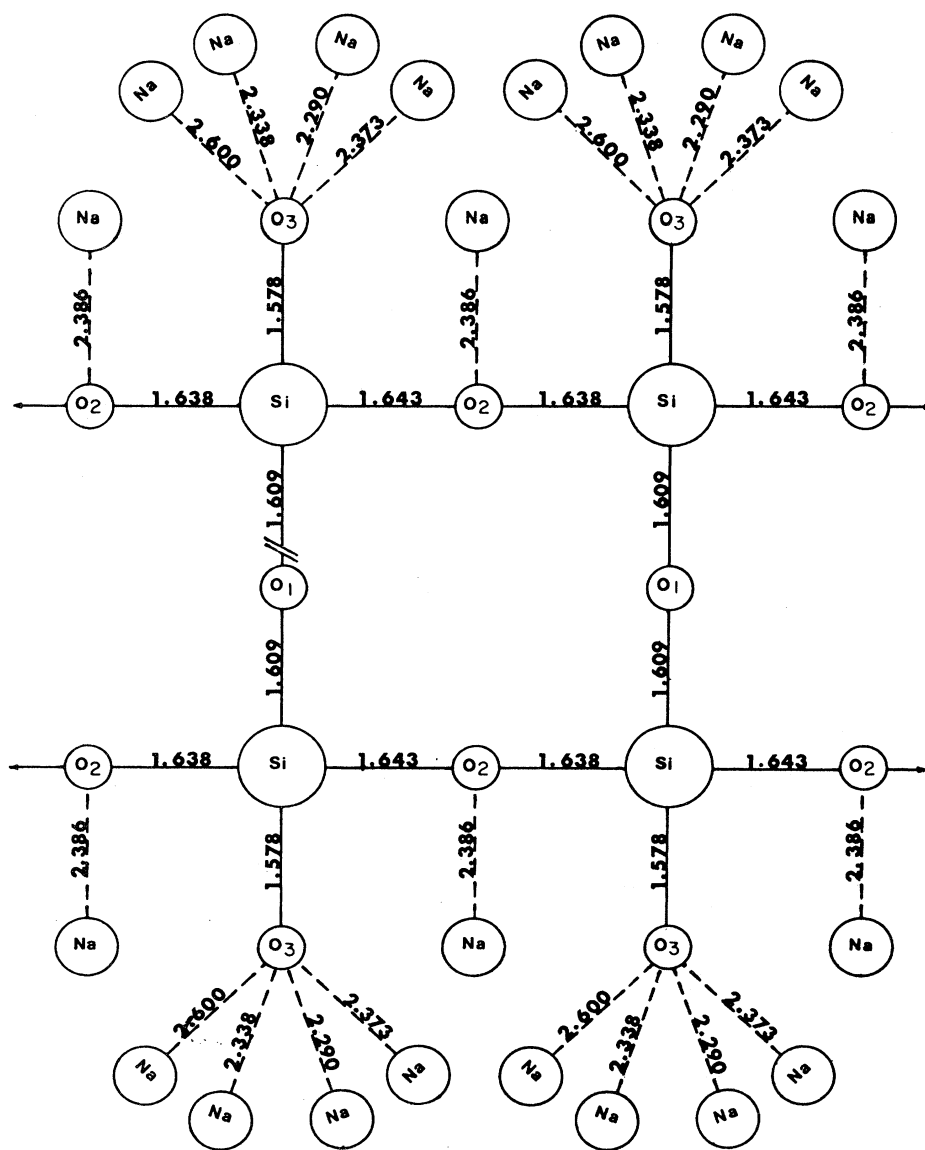 Na Na Na Na
Na Na Na Na
2.600 2.338 2.290 2.373
2.600 2.338 2.290 2.373
Na O3 Na O3 Na
2.386 1.578 2.386 1.578 2.386
O2 1.638 Si 1.643 O2 1.638 Si 1.643 O2
1.609 1.609
O1 O1
1.609 1.609
O2 1.638 Si 1.643 O2 1.638 Si 1.643 O2
2.386 1.578 2.386 1.578 2.386
Na O3 Na O3 Na
2.600 2.338 2.290 2.373
2.600 2.338 2.290 2.373
Na Na Na Na
Na Na Na Na